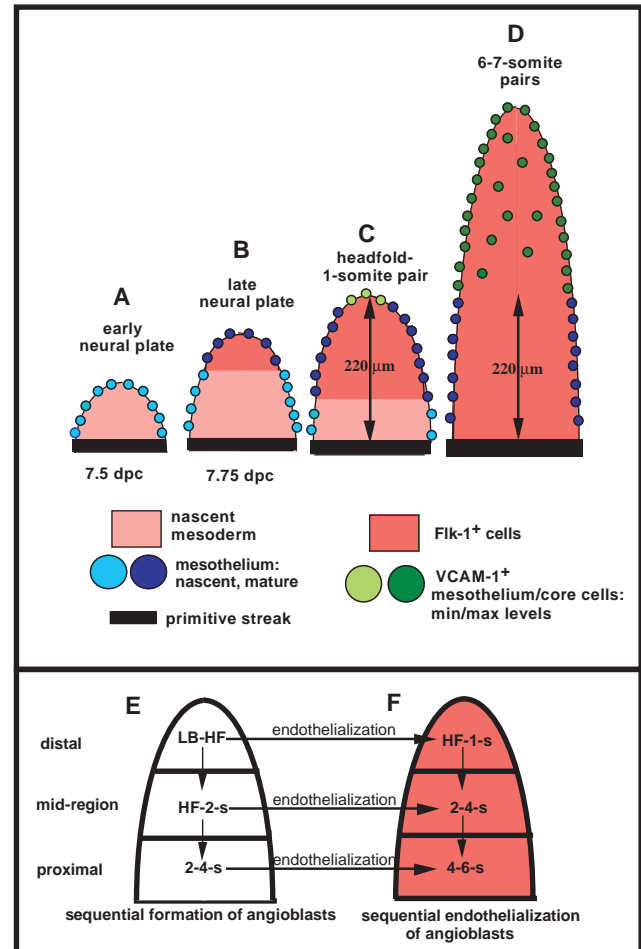 A
early
neural plate
7.5 dpc
B
late
neural plate
7.75 dpc
C
headfold-
1-somite pair
220 μm
D
6-7-somite
pairs
220 μm
nascent
mesoderm
mesothelium:
nascent, mature
primitive streak
Flk-1+ cells
VCAM-1+
mesothelium/core cells:
min/max levels
E
F
distal
LB-HF
endothelialization
HF-1-s
mid-region
HF-2-s
endothelialization
2-4-s
proximal
2-4-s
endothelialization
4-6-s
sequential formation of angioblasts
sequential endothelialization
of angioblasts